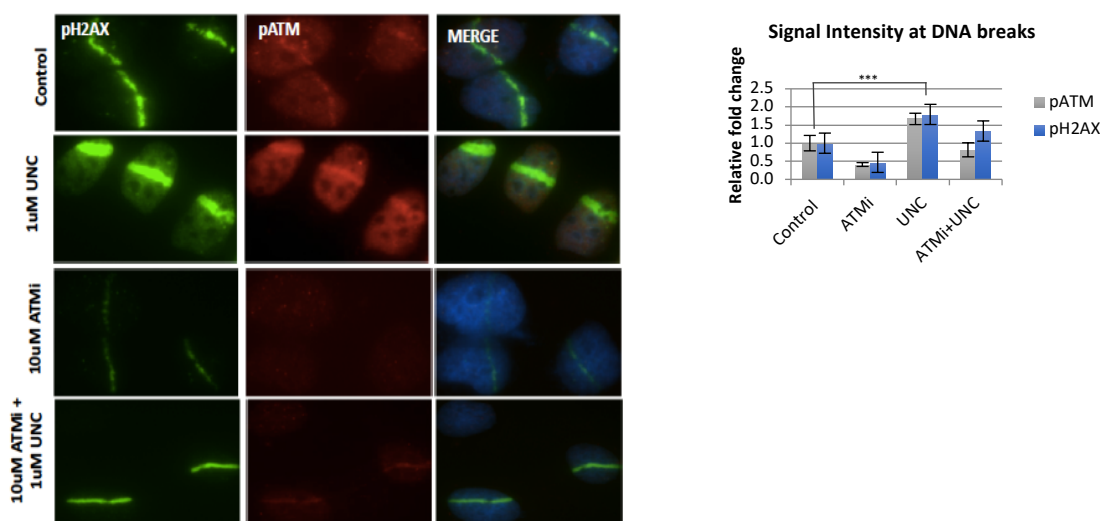 pH2AX
pATM
MERGE
Control
1uM UNC
10uM ATMi
10uM ATMi +
1uM UNC
Signal Intensity at DNA breaks
Relative fold change
2.5
2.0
1.5
1.0
0.5
0.0
***
Control
ATMi
UNC
ATMi+UNC
pATM
pH2AX